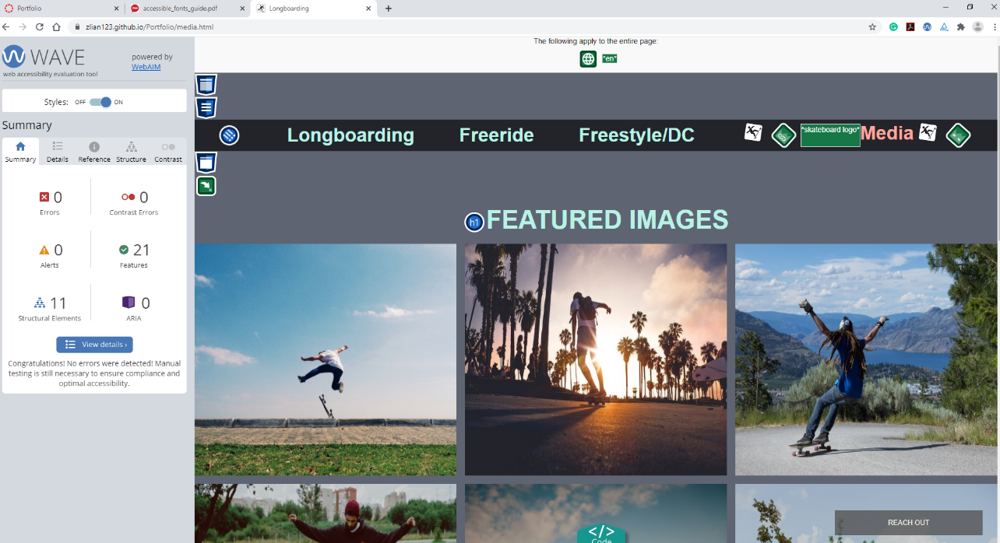 Portfolio
accessible_fonts_guide.pdf
Longboarding
zlian123.github.io/Portfolio/media.html
WAVE
web accessibility evaluation tool
powered by
WebAIM
Styles: OFF ON
Summary
Summary Details Reference Structure Contrast
0 0
Errors Contrast Errors
0 21
Alerts Features
11 0
Structural Elements ARIA
View details ›
Congratulations! No errors were detected! Manual
testing is still necessary to ensure compliance and
optimal accessibility.
The following apply to the entire page:
*en*
Longboarding Freeride Freestyle/DC *skateboard logo* Media
h1 FEATURED IMAGES
</>
Code
REACH OUT